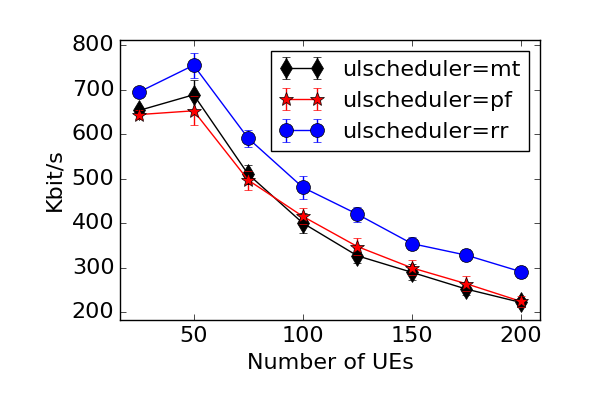 800
700
600
500
400
300
200
Kbit/s
ulscheduler=mt
ulscheduler=pf
ulscheduler=rr
50 100 150 200
Number of UEs